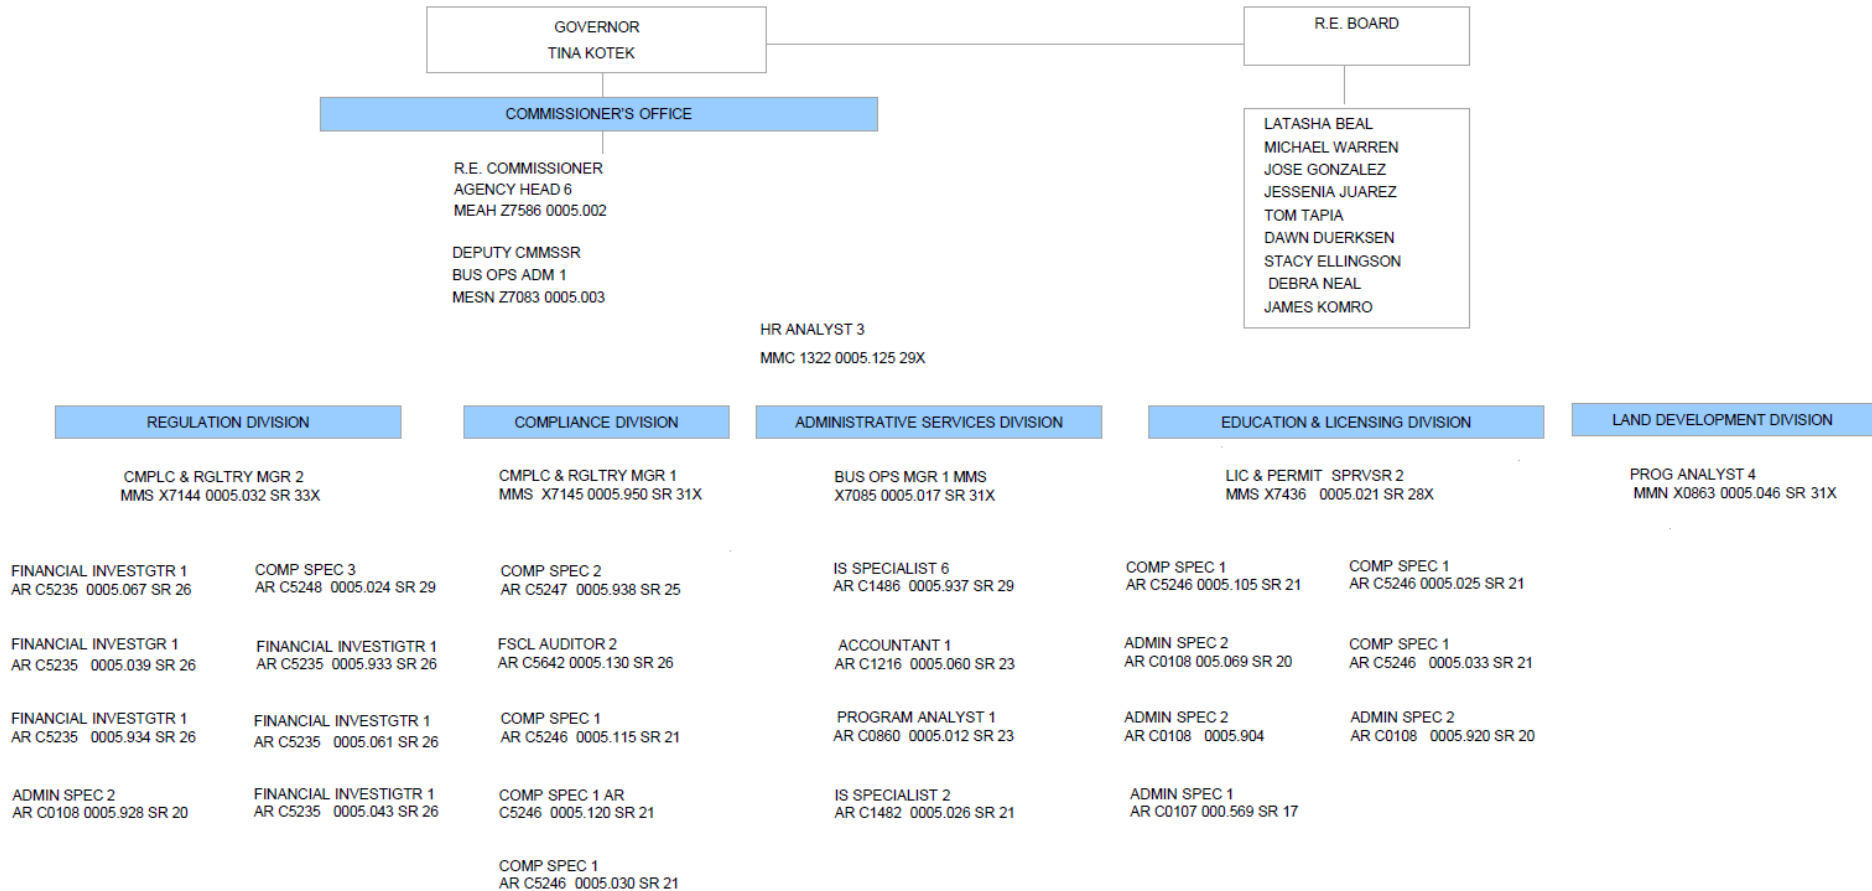 GOVERNOR
TINA KOTEK
R.E. BOARD
COMMISSIONER'S OFFICE
LATASHA BEAL
MICHAEL WARREN
JOSE GONZALEZ
JESSENIA JUAREZ
TOM TAPIA
DAWN DUERKSEN
STACY ELLINGSON
DEBRA NEAL
JAMES KOMRO
R.E. COMMISSIONER
AGENCY HEAD 6
MEAH Z7586 0005.002
DEPUTY CMMSSR
BUS OPS ADM 1
MESN Z7083 0005.003
HR ANALYST 3
MMC 1322 0005.125 29X
REGULATION DIVISION
CMPLC & RGLTRY MGR 2
MMS X7144 0005.032 SR 33X
FINANCIAL INVESTGTR 1
AR C5235 0005.067 SR 26
FINANCIAL INVESTGR 1
AR C5235 0005.039 SR 26
FINANCIAL INVESTGTR 1
AR C5235 0005.934 SR 26
ADMIN SPEC 2
AR C0108 0005.928 SR 20
COMP SPEC 3
AR C5248 0005.024 SR 29
FINANCIAL INVESTIGTR 1
AR C5235 0005.933 SR 26
FINANCIAL INVESTGTR 1
AR C5235 0005.061 SR 26
FINANCIAL INVESTIGTR 1
AR C5235 0005.043 SR 26
COMPLIANCE DIVISION
CMPLC & RGLTRY MGR 1
MMS X7145 0005.950 SR 31X
COMP SPEC 2
AR C5247 0005.938 SR 25
FSCL AUDITOR 2
AR C5642 0005.130 SR 26
COMP SPEC 1
AR C5246 0005.115 SR 21
COMP SPEC 1 AR
C5246 0005.120 SR 21
COMP SPEC 1
AR C5246 0005.030 SR 21
ADMINISTRATIVE SERVICES DIVISION
BUS OPS MGR 1 MMS
X7085 0005.017 SR 31X
IS SPECIALIST 6
AR C1486 0005.937 SR 29
ACCOUNTANT 1
AR C1216 0005.060 SR 23
PROGRAM ANALYST 1
AR C0860 0005.012 SR 23
IS SPECIALIST 2
AR C1482 0005.026 SR 21
EDUCATION & LICENSING DIVISION
LIC & PERMIT SPRVSR 2
MMS X7436 0005.021 SR 28X
COMP SPEC 1
AR C5246 0005.105 SR 21
ADMIN SPEC 2
AR C0108 005.069 SR 20
ADMIN SPEC 2
AR C0108 0005.904
ADMIN SPEC 1
AR C0107 000.569 SR 17
COMP SPEC 1
AR C5246 0005.025 SR 21
COMP SPEC 1
AR C5246 0005.033 SR 21
ADMIN SPEC 2
AR C0108 0005.920 SR 20
LAND DEVELOPMENT DIVISION
PROG ANALYST 4
MMN X0863 0005.046 SR 31X